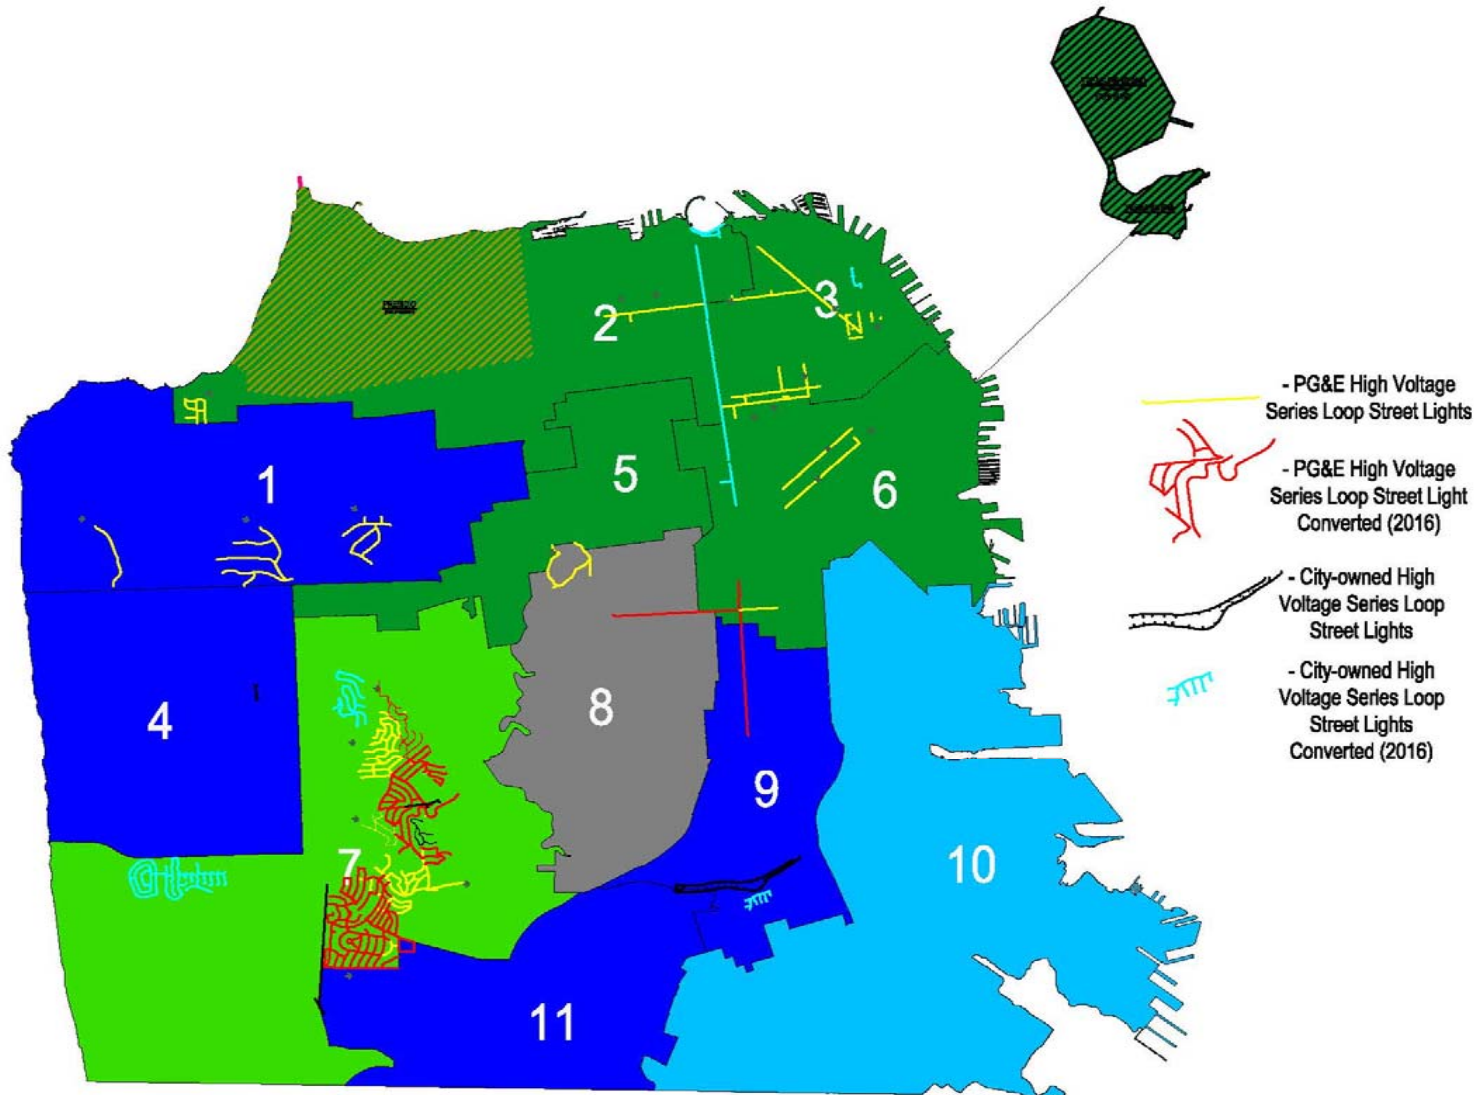 2
3
- PG&E High Voltage
Series Loop Street Lights
1
5
6
- PG&E High Voltage
Series Loop Street Light
Converted (2016)
- City-owned High
Voltage Series Loop
Street Lights
4
8
- City-owned High
Voltage Series Loop
Street Lights
Converted (2016)
9
7
10
11